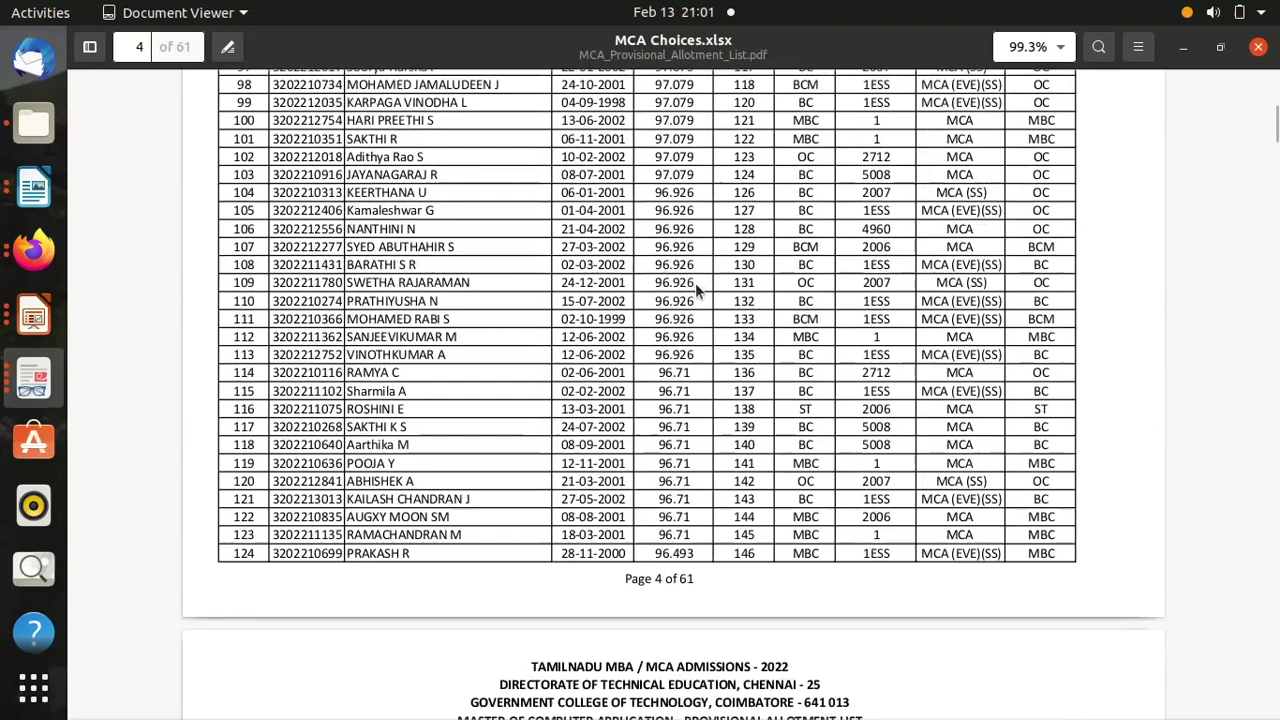 Activities Document Viewer Feb 13 21:01
4 of 61 MCA Choices.xlsx 99.3%
MCA_Provisional_Allotment_List.pdf
98 3202210734 MOHAMED JAMALUDEEN J 24-10-2001 97.079 118 BCM 1ESS MCA (EVE)(SS) OC
99 3202212035 KARPAGA VINODHA L 04-09-1998 97.079 120 BC 1ESS MCA (EVE)(SS) OC
100 3202212754 HARI PREETHI S 13-06-2002 97.079 121 MBC 1 MCA MBC
101 3202210351 SAKTHI R 06-11-2001 97.079 122 MBC 1 MCA MBC
102 3202212018 Adithya Rao S 10-02-2002 97.079 123 OC 2712 MCA OC
103 3202210916 JAYANAGARAJ R 08-07-2001 97.079 124 BC 5008 MCA OC
104 3202210313 KEERTHANA U 06-01-2001 96.926 126 BC 2007 MCA (SS) OC
105 3202212406 Kamaleshwar G 01-04-2001 96.926 127 BC 1ESS MCA (EVE)(SS) OC
106 3202212556 NANTHINI N 21-04-2002 96.926 128 BC 4960 MCA OC
107 3202212277 SYED ABUTHAHIR S 27-03-2002 96.926 129 BCM 2006 MCA BCM
108 3202211431 BARATHI S R 02-03-2002 96.926 130 BC 1ESS MCA (EVE)(SS) BC
109 3202211780 SWETHA RAJARAMAN 24-12-2001 96.926 131 OC 2007 MCA (SS) OC
110 3202210274 PRATHIYUSHA N 15-07-2002 96.926 132 BC 1ESS MCA (EVE)(SS) BC
111 3202210366 MOHAMED RABI S 02-10-1999 96.926 133 BCM 1ESS MCA (EVE)(SS) BCM
112 3202211362 SANJEEVIKUMAR M 12-06-2002 96.926 134 MBC 1 MCA MBC
113 3202212752 VINOTHKUMAR A 12-06-2002 96.926 135 BC 1ESS MCA (EVE)(SS) BC
114 3202210116 RAMYA C 02-06-2001 96.71 136 BC 2712 MCA OC
115 3202211102 Sharmila A 02-02-2002 96.71 137 BC 1ESS MCA (EVE)(SS) BC
116 3202211075 ROSHINI E 13-03-2001 96.71 138 ST 2006 MCA ST
117 3202210268 SAKTHI K S 24-07-2002 96.71 139 BC 5008 MCA BC
118 3202210640 Aarthika M 08-09-2001 96.71 140 BC 5008 MCA BC
119 3202210636 POOJA Y 12-11-2001 96.71 141 MBC 1 MCA MBC
120 3202212841 ABHISHEK A 21-03-2001 96.71 142 OC 2007 MCA (SS) OC
121 3202213013 KAILASH CHANDRAN J 27-05-2002 96.71 143 BC 1ESS MCA (EVE)(SS) BC
122 3202210835 AUGXY MOON SM 08-08-2001 96.71 144 MBC 2006 MCA MBC
123 3202211135 RAMACHANDRAN M 18-03-2001 96.71 145 MBC 1 MCA MBC
124 3202210699 PRAKASH R 28-11-2000 96.493 146 MBC 1ESS MCA (EVE)(SS) MBC
Page 4 of 61
TAMILNADU MBA / MCA ADMISSIONS - 2022
DIRECTORATE OF TECHNICAL EDUCATION, CHENNAI - 25
GOVERNMENT COLLEGE OF TECHNOLOGY, COIMBATORE - 641 013
MASTER OF COMPUTER APPLICATION - PROVISIONAL ALLOTMENT LIST